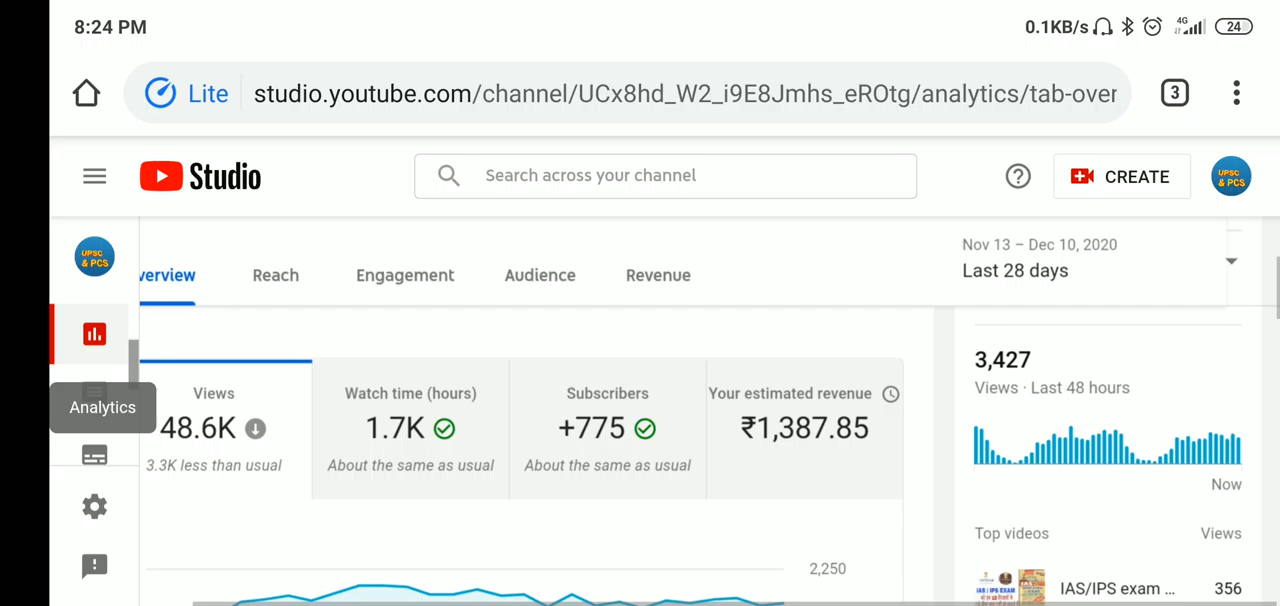 8:24 PM
0.1KB/s 4G 24
Lite studio.youtube.com/channel/UCx8hd_W2_i9E8Jmhs_eROtg/analytics/tab-over
3
Studio
Search across your channel
CREATE
UPSC
& PCS
UPSC
& PCS
verview Reach Engagement Audience Revenue
Nov 13 – Dec 10, 2020
Last 28 days
Analytics
Views
48.6K
3.3K less than usual
Watch time (hours)
1.7K
About the same as usual
Subscribers
+775
About the same as usual
Your estimated revenue
₹1,387.85
2,250
3,427
Views · Last 48 hours
Now
Top videos Views
IAS/IPS exam ... 356